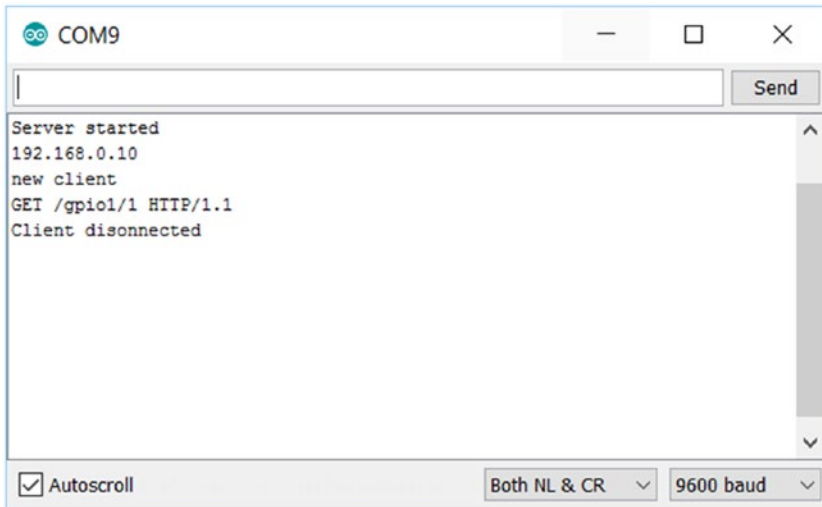 COM9
Send
Server started
192.168.0.10
new client
GET /gpio1/1 HTTP/1.1
Client disonnected
Autoscroll
Both NL & CR
9600 baud